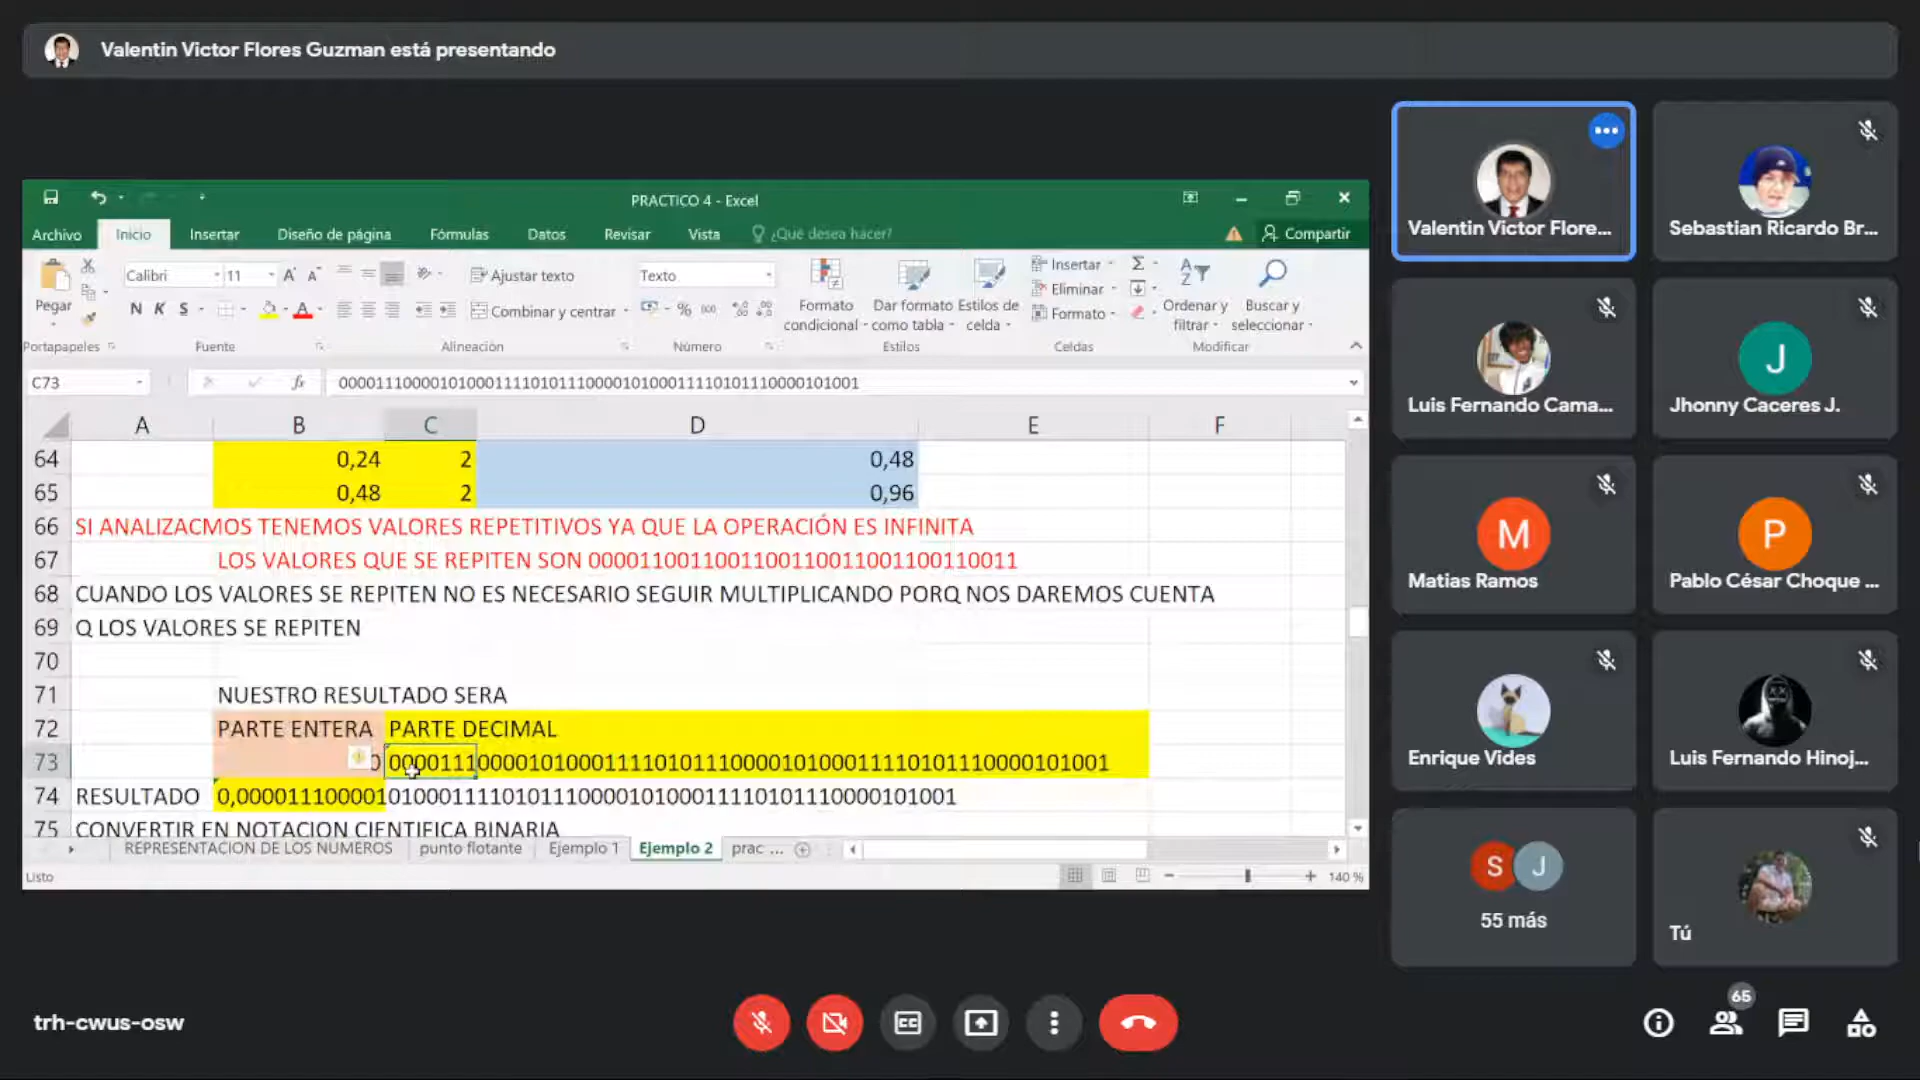 Valentin Victor Flores Guzman está presentando
PRACTICO 4 - Excel
Archivo
Inicio
Insertar
Diseño de página
Fórmulas
Datos
Revisar
Vista
¿Qué desea hacer?
Compartir
Pegar
Calibri
11
N K S
Ajustar texto
Combinar y centrar
Texto
% 000
Formato condicional
Dar formato como tabla
Estilos de celda
Insertar
Eliminar
Formato
Ordenar y filtrar
Buscar y seleccionar
Portapapeles
Fuente
Alineación
Número
Estilos
Celdas
Modificar
C73
fx
A B C D E F
64 0,24 2 0,48
65 0,48 2 0,96
66 SI ANALIZACMOS TENEMOS VALORES REPETITIVOS YA QUE LA OPERACIÓN ES INFINITA
67 LOS VALORES QUE SE REPITEN SON
68 CUANDO LOS VALORES SE REPITEN NO ES NECESARIO SEGUIR MULTIPLICANDO PORQ NOS DAREMOS CUENTA
69 Q LOS VALORES SE REPITEN
70
71 NUESTRO RESULTADO SERA
72 PARTE ENTERA PARTE DECIMAL
73 0 00001110000101000111101011100001010001111010111000010​1001
74 RESULTADO 0,000011100001010001111010111000010100011110101110000101001
75 CONVERTIR EN NOTACION CIENTIFICA BINARIA
REPRESENTACION DE LOS NUMEROS
punto flotante
Ejemplo 1
Ejemplo 2
prac ...
Listo
140 %
Valentin Victor Flore...
Sebastian Ricardo Br...
Luis Fernando Cama...
J
Jhonny Caceres J.
M
Matias Ramos
P
Pablo César Choque ...
Enrique Vides
Luis Fernando Hinoj...
S J
55 más
Tú
trh-cwus-osw
CC
65